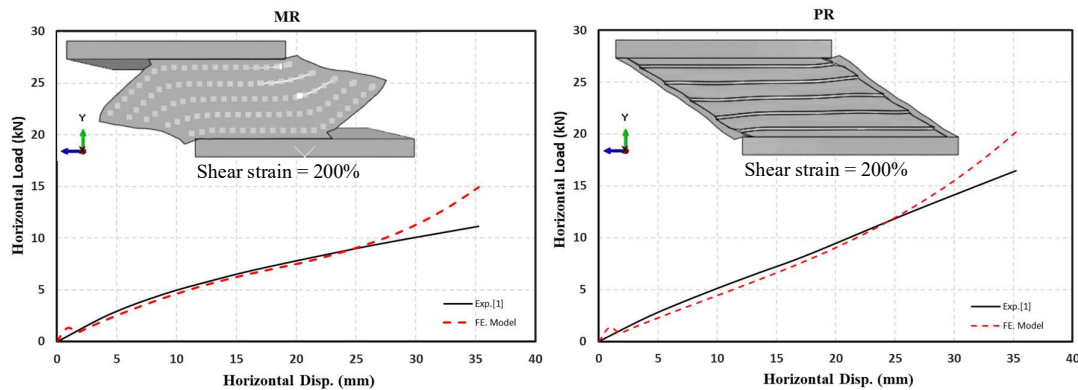 MR
30
25
20
15
10
5
0
Horizontal Load (kN)
Y
Shear strain = 200%
Exp.[1]
FE. Model
0 5 10 15 20 25 30 35 40
Horizontal Disp. (mm)
PR
30
25
20
15
10
5
0
Horizontal Load (kN)
Y
Shear strain = 200%
Exp.[1]
FE. Model
0 5 10 15 20 25 30 35 40
Horizontal Disp. (mm)